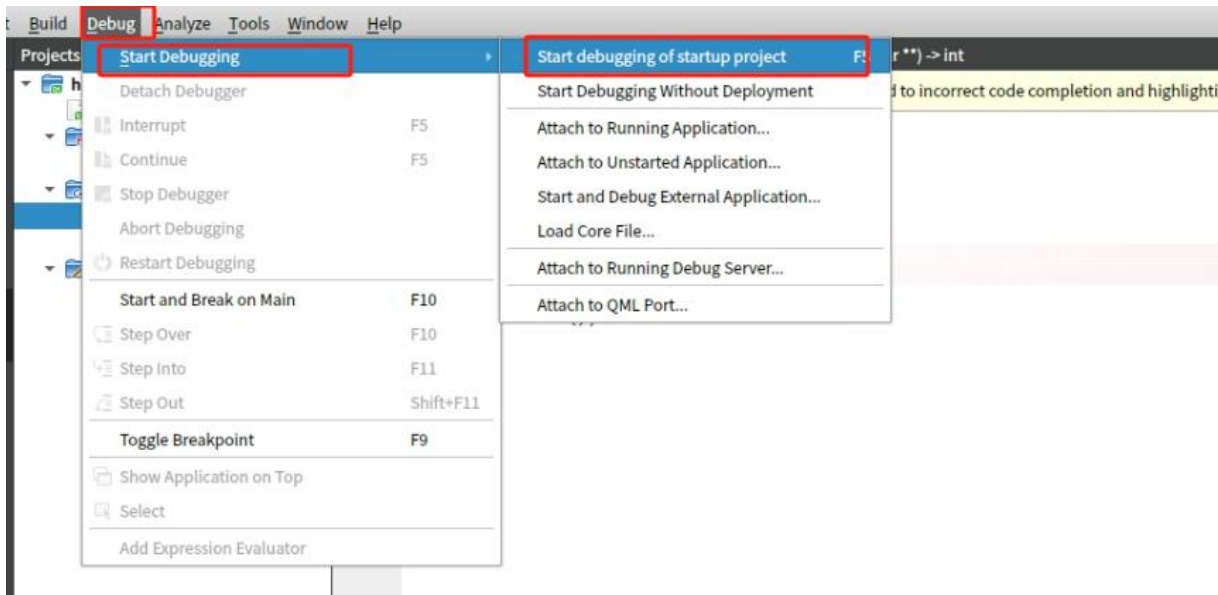 Build Debug Analyze Tools Window Help
Projects
r **) -> int
h
d to incorrect code completion and highlighti
Start Debugging
Detach Debugger
Interrupt F5
Continue F5
Stop Debugger
Abort Debugging
Restart Debugging
Start and Break on Main F10
Step Over F10
Step Into F11
Step Out Shift+F11
Toggle Breakpoint F9
Show Application on Top
Select
Add Expression Evaluator
Start debugging of startup project F5
Start Debugging Without Deployment
Attach to Running Application...
Attach to Unstarted Application...
Start and Debug External Application...
Load Core File...
Attach to Running Debug Server...
Attach to QML Port...